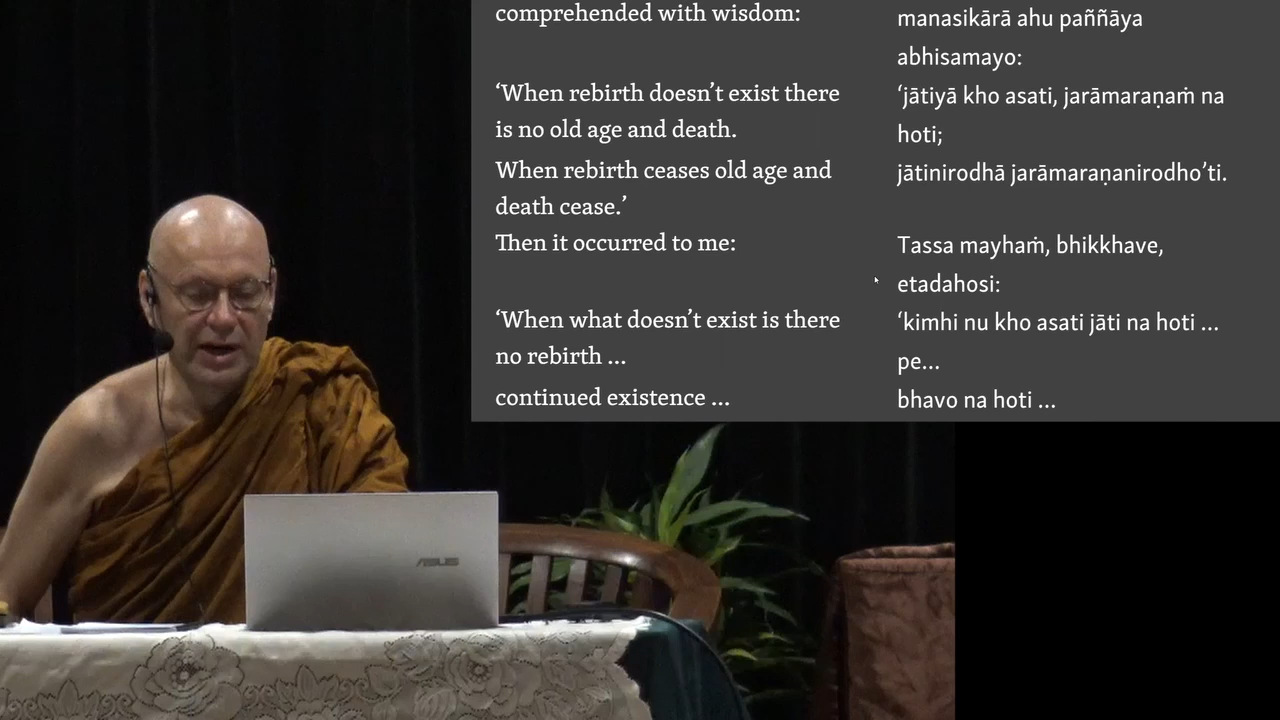 comprehended with wisdom:
‘When rebirth doesn’t exist there
is no old age and death.
When rebirth ceases old age and
death cease.’
Then it occurred to me:
‘When what doesn’t exist is there
no rebirth ...
continued existence ...
manasikārā ahu paññāya
abhisamayo:
‘jātiyā kho asati, jarāmaraṇaṁ na
hoti;
jātinirodhā jarāmaraṇanirodho’ti.
Tassa mayhaṁ, bhikkhave,
etadahosi:
‘kimhi nu kho asati jāti na hoti ...
pe...
bhavo na hoti ...
ASUS